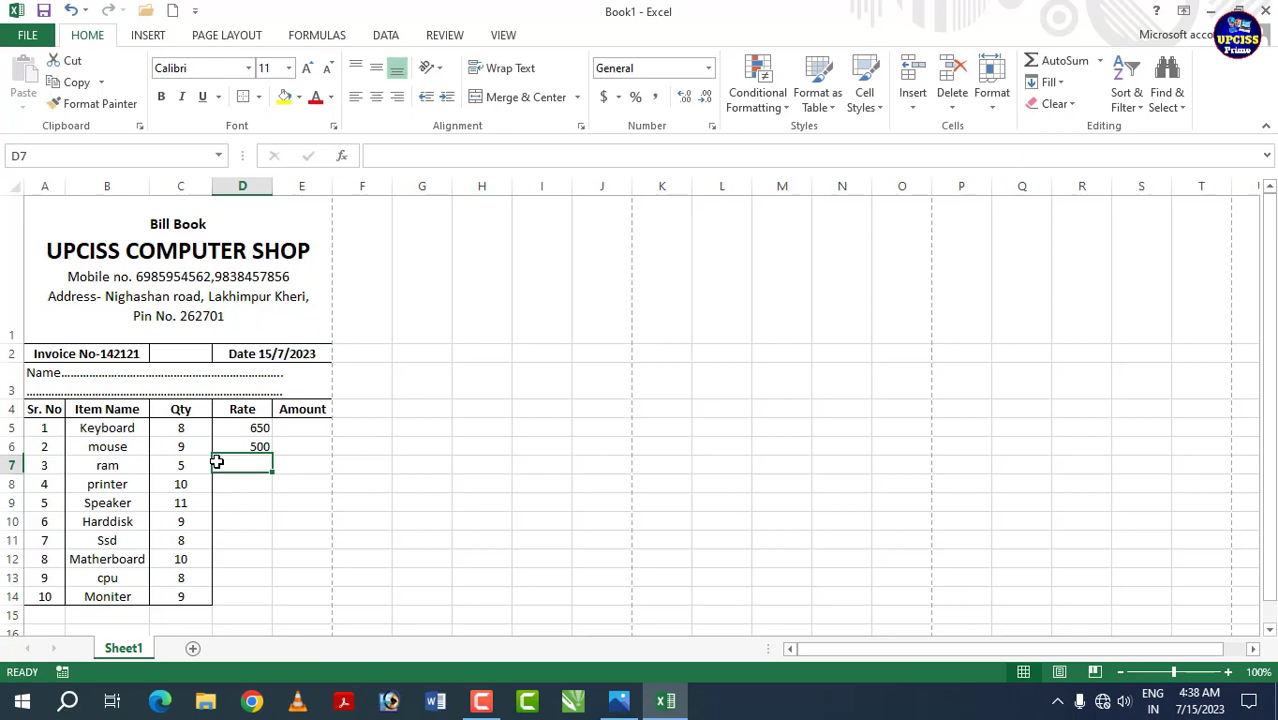 Book1 - Excel
FILE HOME INSERT PAGE LAYOUT FORMULAS DATA REVIEW VIEW
Microsoft acco
UPCISS
Prime
Cut
Copy
Format Painter
Paste
Clipboard
Calibri 11
B I U
Font
Wrap Text
Merge & Center
Alignment
General
$ % ,
Number
Conditional Formatting
Format as Table
Cell Styles
Styles
Insert Delete Format
Cells
AutoSum
Fill
Clear
Sort & Filter
Find & Select
Editing
D7
A B C D E F G H I J K L M N O P Q R S T
Bill Book
UPCISS COMPUTER SHOP
Mobile no. 6985954562,9838457856
Address- Nighashan road, Lakhimpur Kheri,
Pin No. 262701
1
2 Invoice No-142121 Date 15/7/2023
Name.................................................................
3 ...........................................................................
4 Sr. No Item Name Qty Rate Amount
5 1 Keyboard 8 650
6 2 mouse 9 500
7 3 ram 5
8 4 printer 10
9 5 Speaker 11
10 6 Harddisk 9
11 7 Ssd 8
12 8 Matherboard 10
13 9 cpu 8
14 10 Moniter 9
15
16
Sheet1
READY 100%
ENG
IN
4:38 AM
7/15/2023